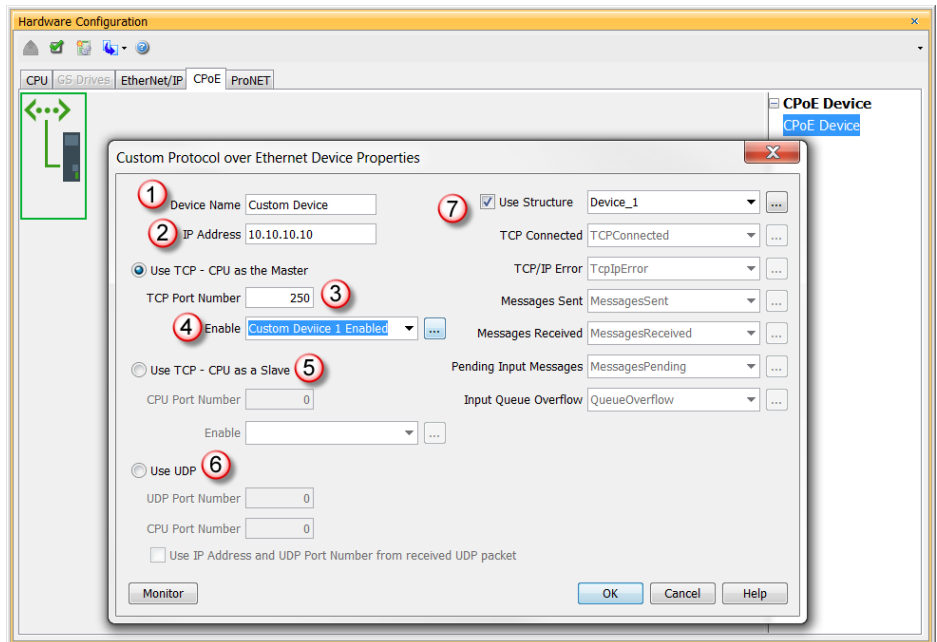 Hardware Configuration
CPU GS Drives EtherNet/IP CPoE ProNET
CPoE Device
CPoE Device
Custom Protocol over Ethernet Device Properties
1 Device Name Custom Device
2 IP Address 10.10.10.10
Use TCP - CPU as the Master
TCP Port Number 250 3
4 Enable Custom Deviice 1 Enabled ...
Use TCP - CPU as a Slave 5
CPU Port Number 0
Enable ...
Use UDP 6
UDP Port Number 0
CPU Port Number 0
Use IP Address and UDP Port Number from received UDP packet
7 Use Structure Device_1 ...
TCP Connected TCPConnected ...
TCP/IP Error TcpIpError ...
Messages Sent MessagesSent ...
Messages Received MessagesReceived ...
Pending Input Messages MessagesPending ...
Input Queue Overflow QueueOverflow ...
Monitor OK Cancel Help